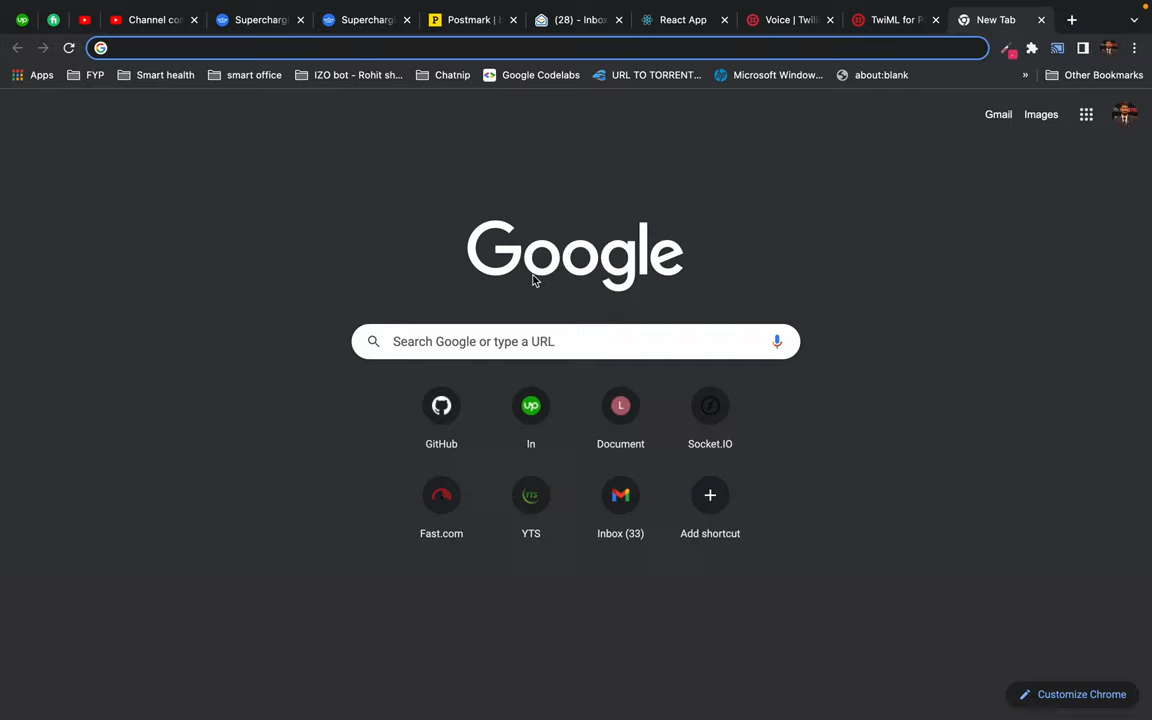 Channel cor
Supercharg
Supercharg
Postmark | b
(28) - Inbox
React App
Voice | Twili
TwiML for P
New Tab
Apps
FYP
Smart health
smart office
IZO bot - Rohit sh...
Chatnip
Google Codelabs
URL TO TORRENT...
Microsoft Window...
about:blank
»
Other Bookmarks
Gmail
Images
Google
Search Google or type a URL
GitHub
In
Document
Socket.IO
Fast.com
YTS
Inbox (33)
Add shortcut
Customize Chrome